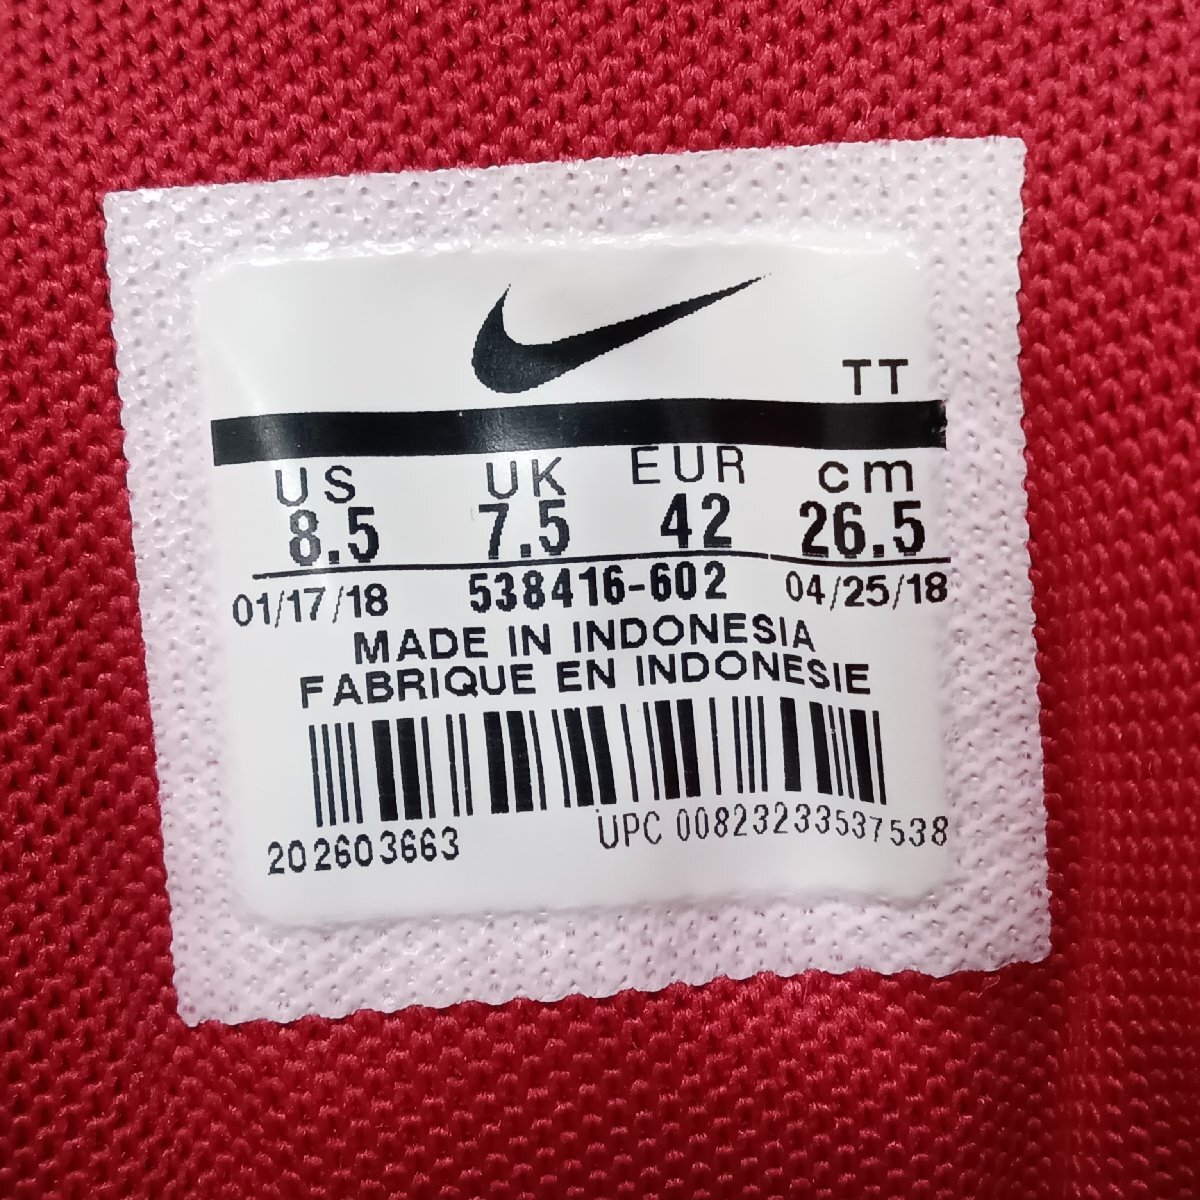 TT
US UK EUR cm
8.5 7.5 42 26.5
01/17/18 538416-602 04/25/18
MADE IN INDONESIA
FABRIQUE EN INDONESIE
202603663 UPC 00823233537538